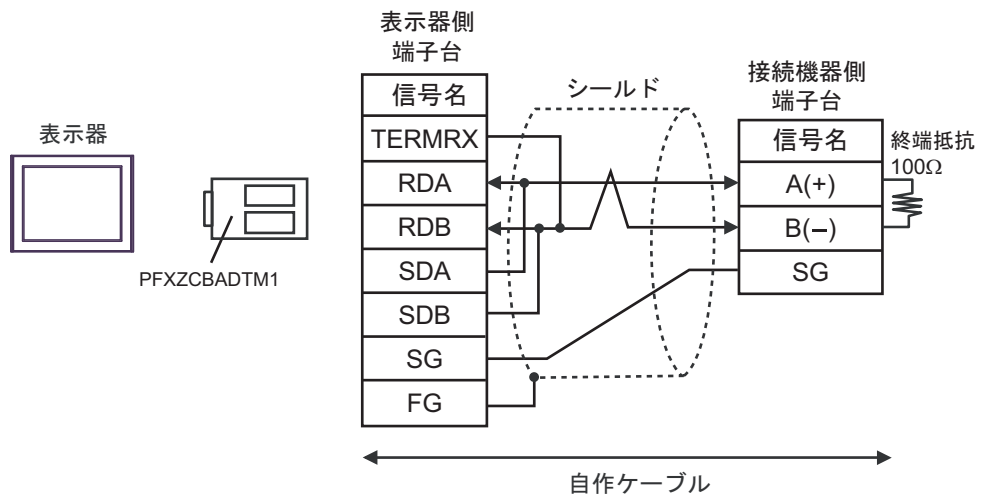 表示器
PFXZCBADTM1
表示器側
端子台
信号名
TERMRX
RDA
RDB
SDA
SDB
SG
FG
シールド
接続機器側
端子台
信号名
A(+)
B(−)
SG
終端抵抗
100Ω
自作ケーブル